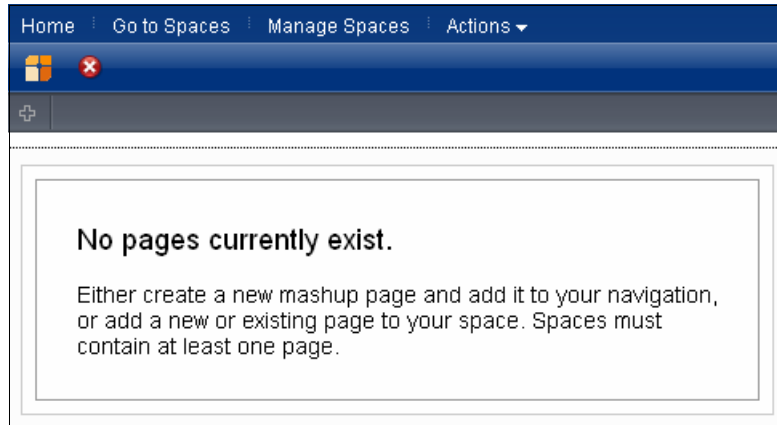 Home Go to Spaces Manage Spaces Actions
No pages currently exist.
Either create a new mashup page and add it to your navigation,
or add a new or existing page to your space. Spaces must
contain at least one page.